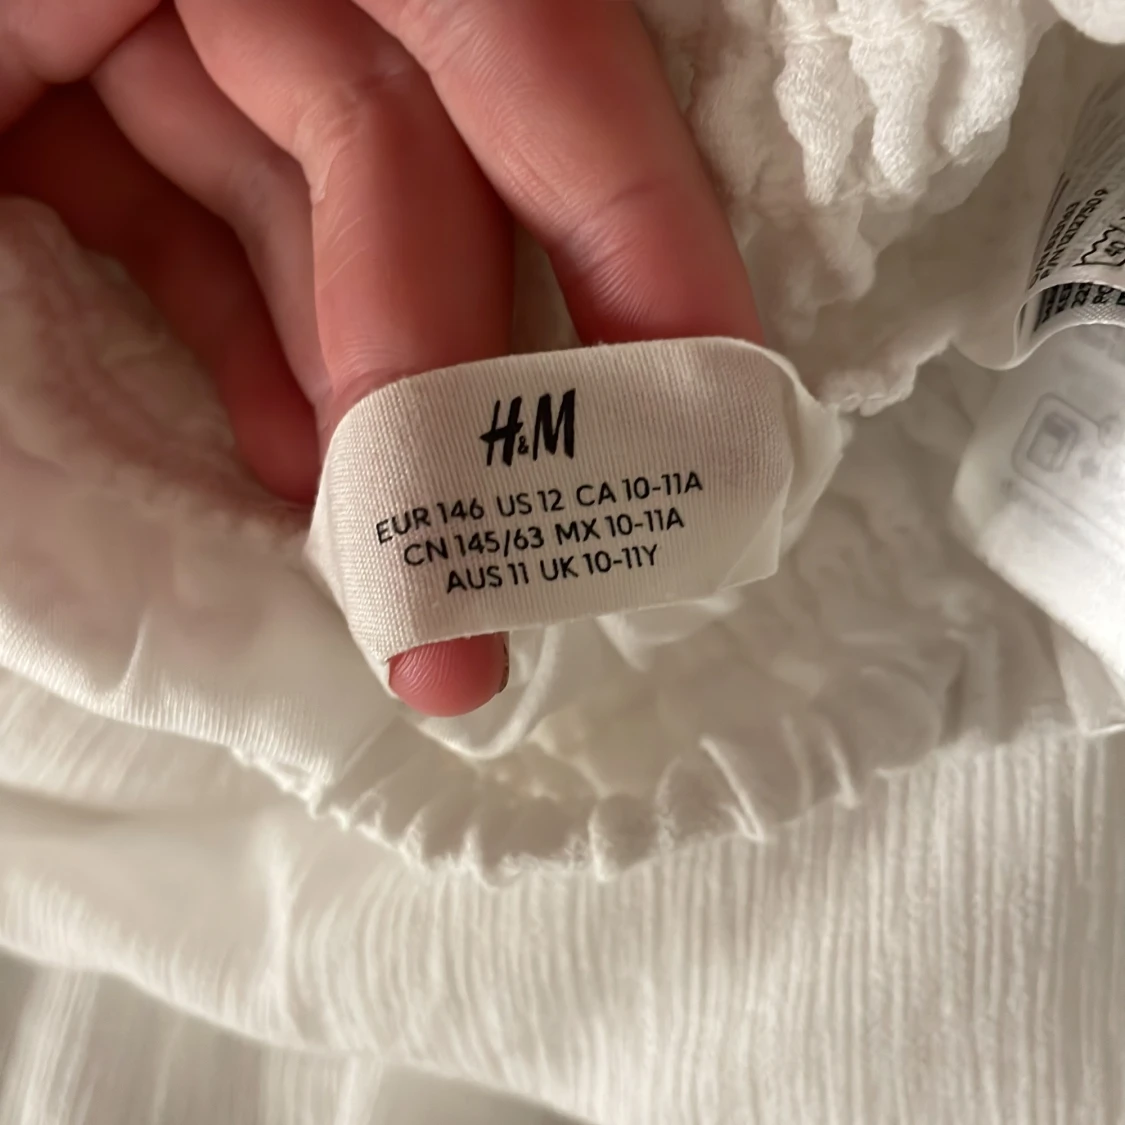 H&M
EUR 146 US 12 CA 10-11A
CN 145/63 MX 10-11A
AUS 11 UK 10-11Y